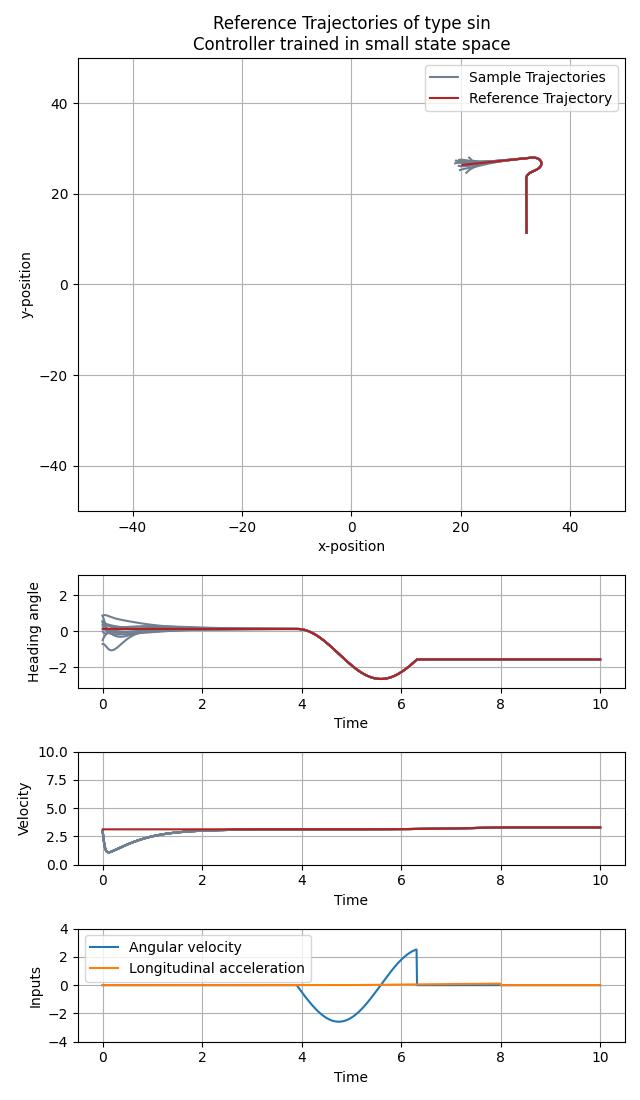 Reference Trajectories of type sin
Controller trained in small state space
Sample Trajectories
Reference Trajectory
40
20
0
−20
−40
y-position
−40 −20 0 20 40
x-position
Heading angle
2
0
−2
0 2 4 6 8 10
Time
Velocity
10.0
7.5
5.0
2.5
0.0
0 2 4 6 8 10
Time
Inputs
4
2
0
−2
−4
Angular velocity
Longitudinal acceleration
0 2 4 6 8 10
Time